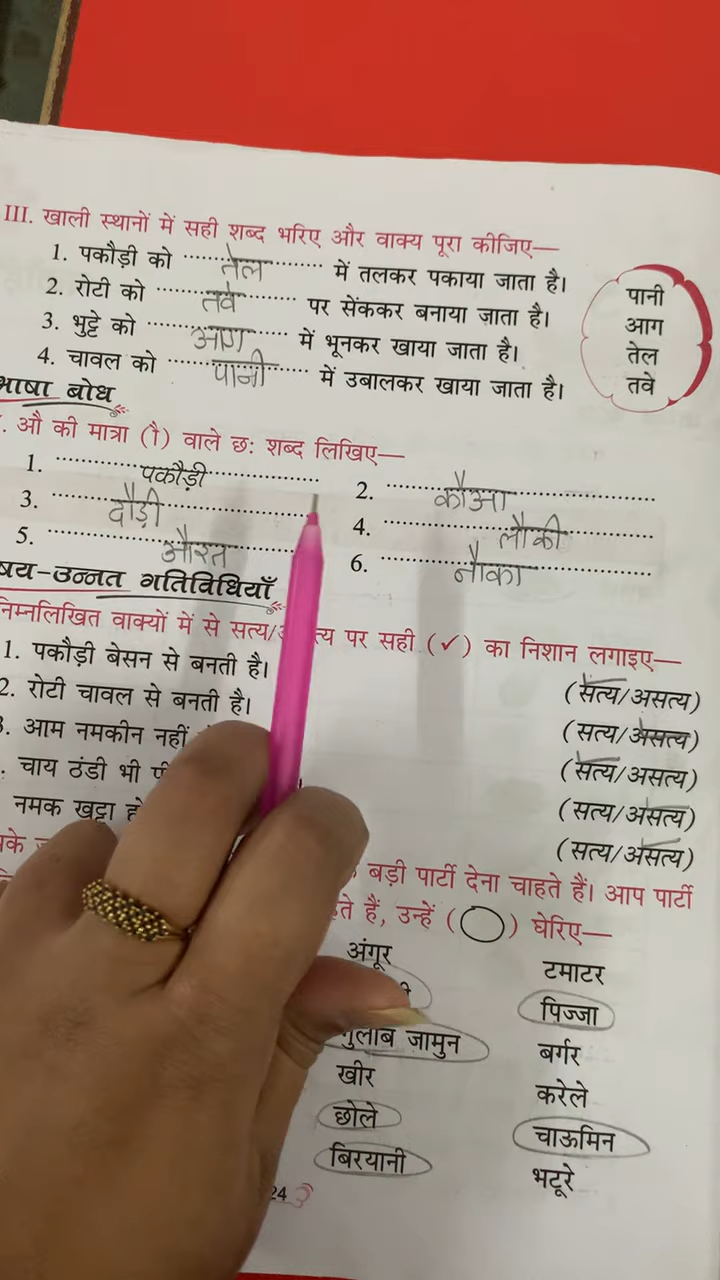 III. खाली स्थानों में सही शब्द भरिए और वाक्य पूरा कीजिए—
1. पकौड़ी को तेल में तलकर पकाया जाता है।
2. रोटी को तवे पर सेंककर बनाया जाता है।
3. भुट्टे को आग में भूनकर खाया जाता है।
4. चावल को पानी में उबालकर खाया जाता है।
पानी
आग
तेल
तवे
भाषा बोध
औ की मात्रा (ौ) वाले छः शब्द लिखिए—
1. पकौड़ी 2. कौआ
3. दौड़ी 4. लौकी
5. औरत 6. नौका
षय-उन्नत गतिविधियाँ
निम्नलिखित वाक्यों में से सत्य/ पर सही (✓) का निशान लगाइए—
1. पकौड़ी बेसन से बनती है। (सत्य/असत्य)
2. रोटी चावल से बनती है। (सत्य/असत्य)
3. आम नमकीन नहीं (सत्य/असत्य)
. चाय ठंडी भी (सत्य/असत्य)
नमक खट्टा (सत्य/असत्य)
बड़ी पार्टी देना चाहते हैं। आप पार्टी
हैं, उन्हें ( ) घेरिए—
अंगूर टमाटर
पिज्जा
गुलाब जामुन बर्गर
खीर करेले
छोले चाऊमिन
बिरयानी भटूरे
24